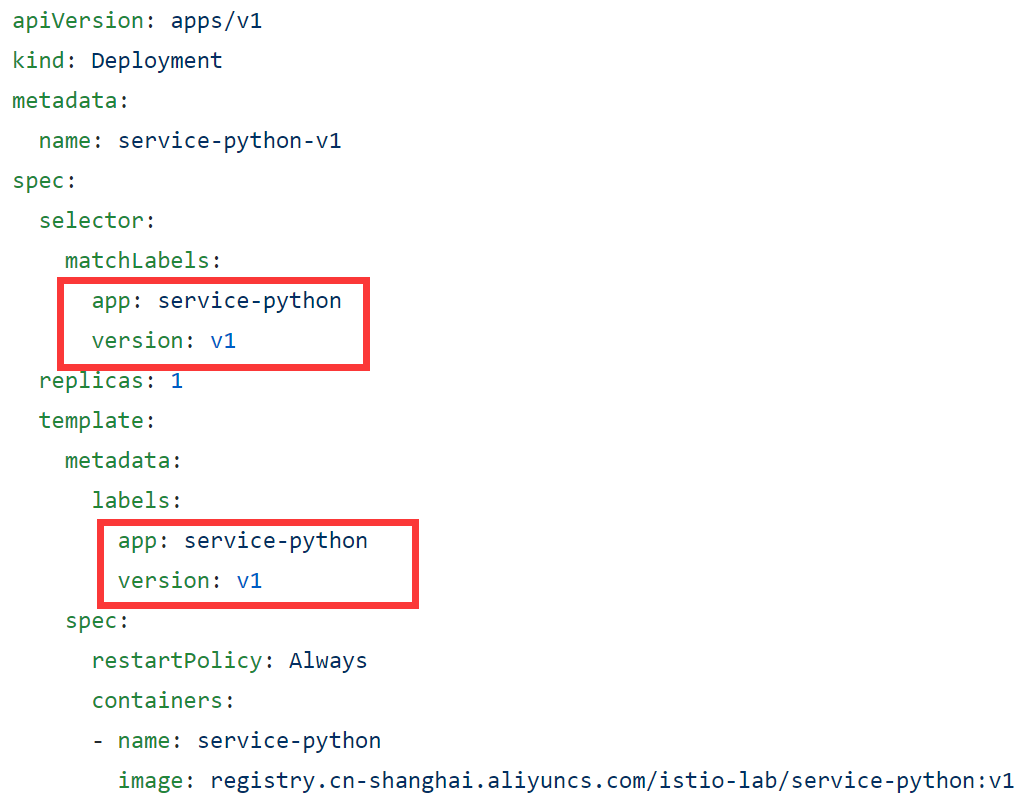 apiVersion: apps/v1
kind: Deployment
metadata:
  name: service-python-v1
spec:
  selector:
    matchLabels:
      app: service-python
      version: v1
  replicas: 1
  template:
    metadata:
      labels:
        app: service-python
        version: v1
    spec:
      restartPolicy: Always
      containers:
      - name: service-python
        image: registry.cn-shanghai.aliyuncs.com/istio-lab/service-python:v1